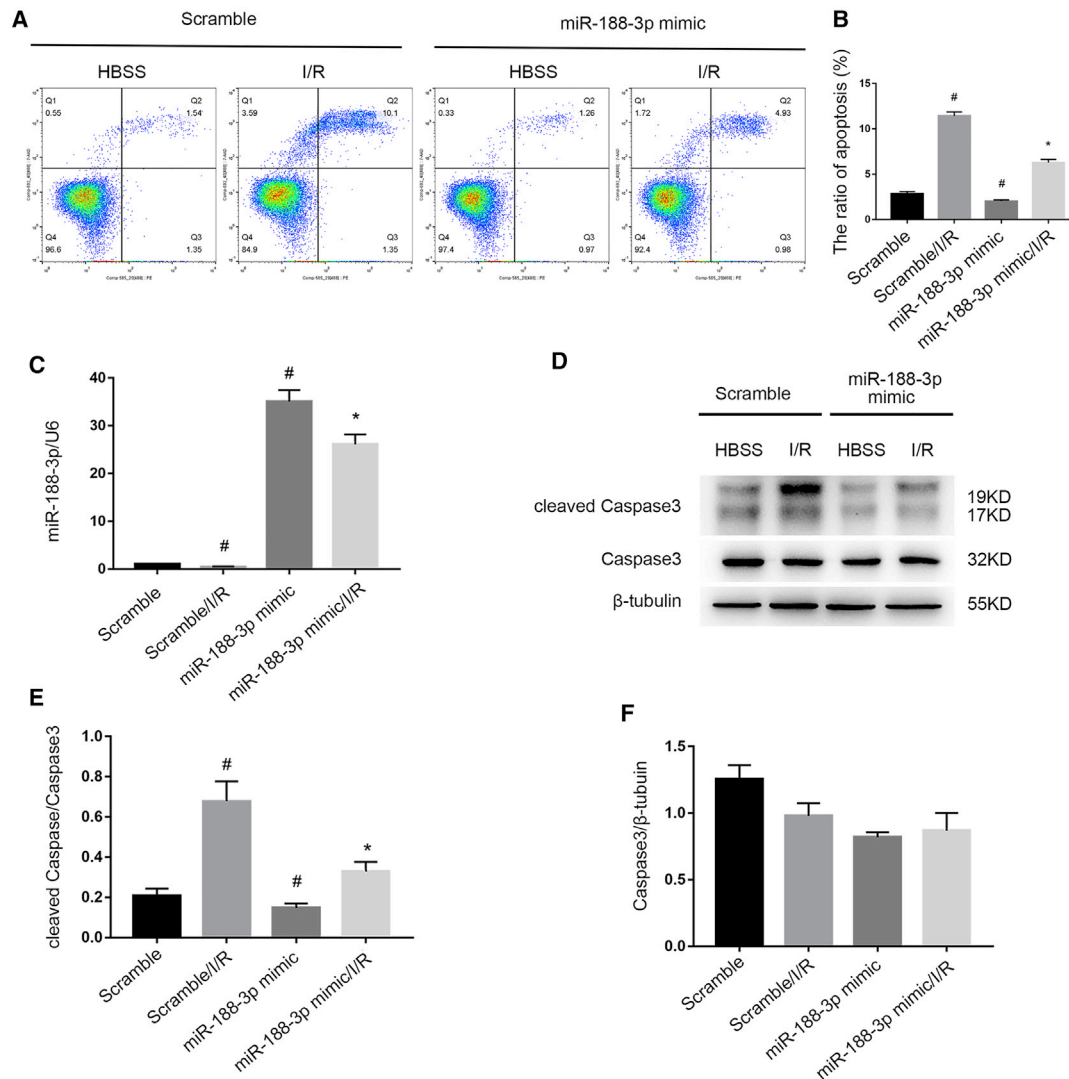 A
Scramble
miR-188-3p mimic
HBSS
I/R
HBSS
I/R
Q1
0.55
Q2
1.54
Q4
96.6
Q3
1.35
Q1
3.59
Q2
10.1
Q4
84.9
Q3
1.35
Q1
0.33
Q2
1.26
Q4
97.4
Q3
0.97
Q1
1.72
Q2
4.93
Q4
92.4
Q3
0.98
B
The ratio of apoptosis (%)
15
10
5
0
#
#
*
Scramble
Scramble/I/R
miR-188-3p mimic
miR-188-3p mimic/I/R
C
miR-188-3p/U6
40
30
20
10
0
#
#
*
Scramble
Scramble/I/R
miR-188-3p mimic
miR-188-3p mimic/I/R
D
Scramble
miR-188-3p
mimic
HBSS I/R HBSS I/R
cleaved Caspase3
19KD
17KD
Caspase3
32KD
β-tubulin
55KD
E
cleaved Caspase/Caspase3
1.0
0.8
0.6
0.4
0.2
0.0
#
#
*
Scramble
Scramble/I/R
miR-188-3p mimic
miR-188-3p mimic/I/R
F
Caspase3/β-tubuin
1.5
1.0
0.5
0.0
Scramble
Scramble/I/R
miR-188-3p mimic
miR-188-3p mimic/I/R